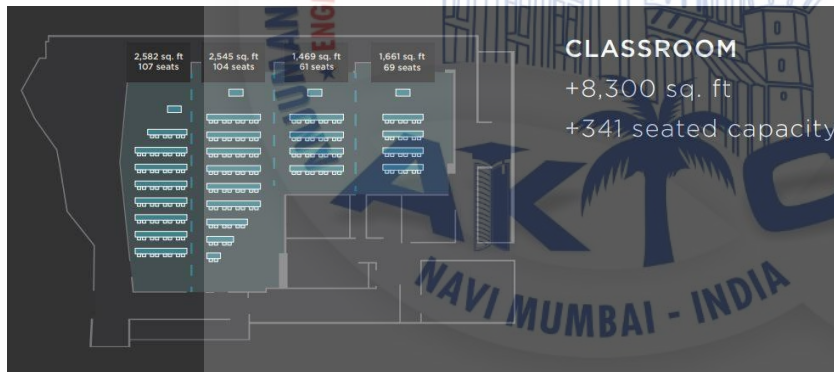 2,582 sq. ft
107 seats
2,545 sq. ft
104 seats
1,469 sq. ft
61 seats
1,661 sq. ft
69 seats
CLASSROOM
+8,300 sq. ft
+341 seated capacity
NAVI MUMBAI - INDIA